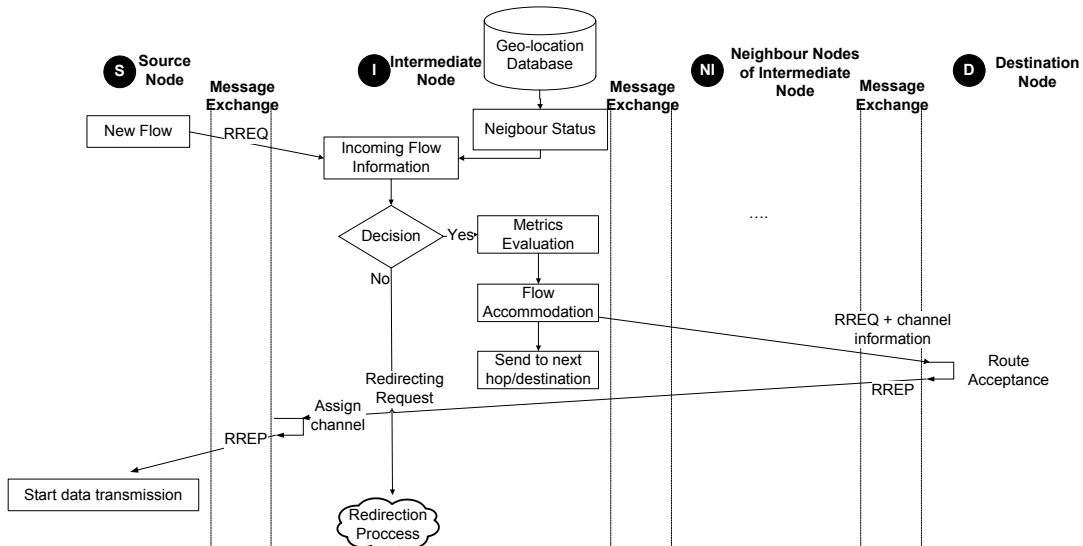 S
Source
Node
Message
Exchange
I
Intermediate
Node
Geo-location
Database
Message
Exchange
NI
Neighbour Nodes
of Intermediate
Node
Message
Exchange
D
Destination
Node
New Flow
RREQ
Incoming Flow
Information
Neigbour Status
Decision
Yes
Metrics
Evaluation
....
No
Flow
Accommodation
RREQ + channel
information
Send to next
hop/destination
Route
Acceptance
Redirecting
Request
RREP
Assign
channel
RREP
Start data transmission
Redirection
Proccess